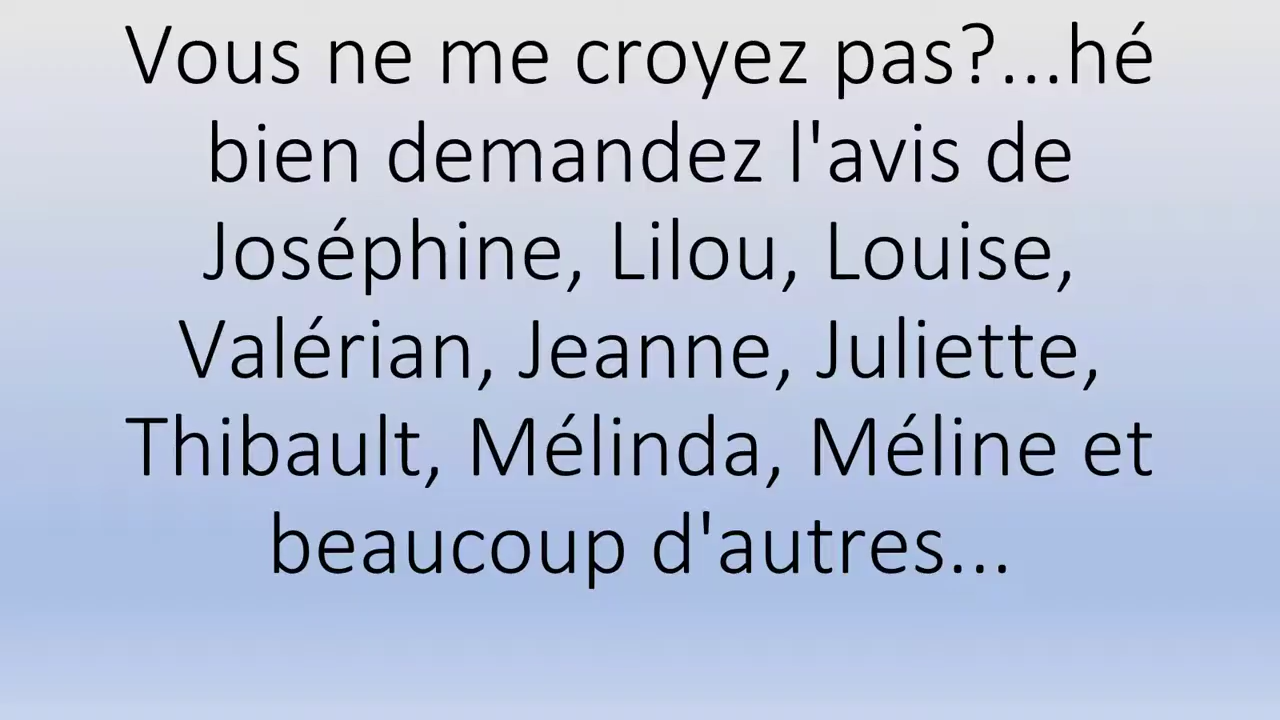 Vous ne me croyez pas?...hé
bien demandez l'avis de
Joséphine, Lilou, Louise,
Valérian, Jeanne, Juliette,
Thibault, Mélinda, Méline et
beaucoup d'autres...